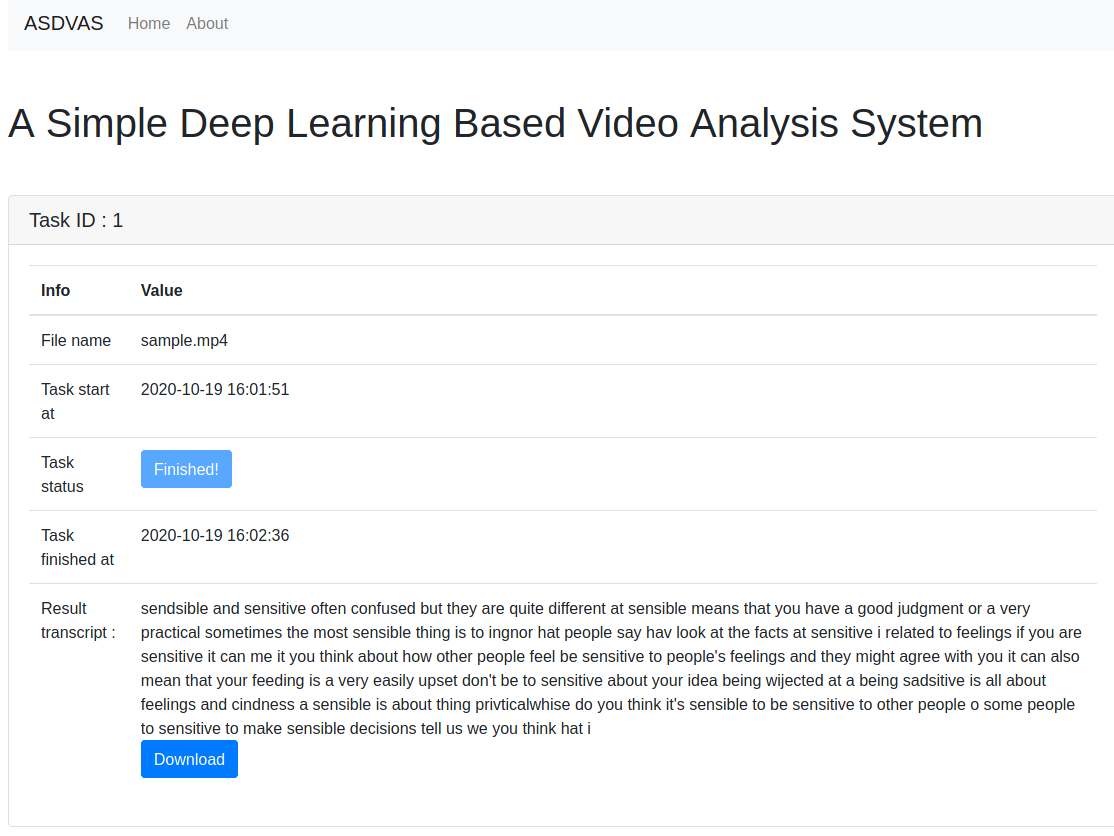 ASDVAS Home About
A Simple Deep Learning Based Video Analysis System
Task ID : 1
Info Value
File name sample.mp4
Task start at 2020-10-19 16:01:51
Task status Finished!
Task finished at 2020-10-19 16:02:36
Result transcript :
sendsible and sensitive often confused but they are quite different at sensible means that you have a good judgment or a very
practical sometimes the most sensible thing is to ingnor hat people say hav look at the facts at sensitive i related to feelings if you are
sensitive it can me it you think about how other people feel be sensitive to people's feelings and they might agree with you it can also
mean that your feeding is a very easily upset don't be to sensitive about your idea being wijected at a being sadsitive is all about
feelings and cindness a sensible is about thing privticalwhise do you think it's sensible to be sensitive to other people o some people
to sensitive to make sensible decisions tell us we you think hat i
Download